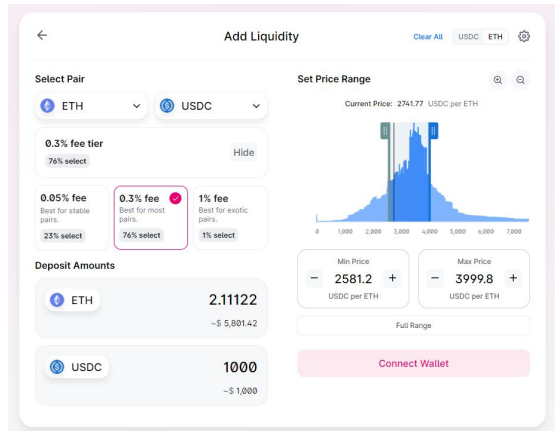 Add Liquidity
Clear All USDC ETH
Select Pair
ETH USDC
0.3% fee tier
76% select
Hide
0.05% fee
Best for stable
pairs.
23% select
0.3% fee
Best for most
pairs.
76% select
1% fee
Best for exotic
pairs.
1% select
Deposit Amounts
ETH 2.11122
~$ 5,801.42
USDC 1000
~$ 1,000
Set Price Range
Current Price: 2741.77 USDC per ETH
0 1,000 2,000 3,000 4,000 5,000 6,000 7,000
Min Price
− 2581.2 +
USDC per ETH
Max Price
− 3999.8 +
USDC per ETH
Full Range
Connect Wallet